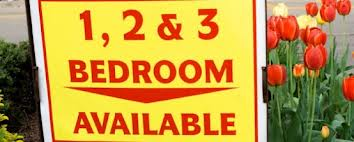 1, 2 & 3
BEDROOM
AVAILABLE